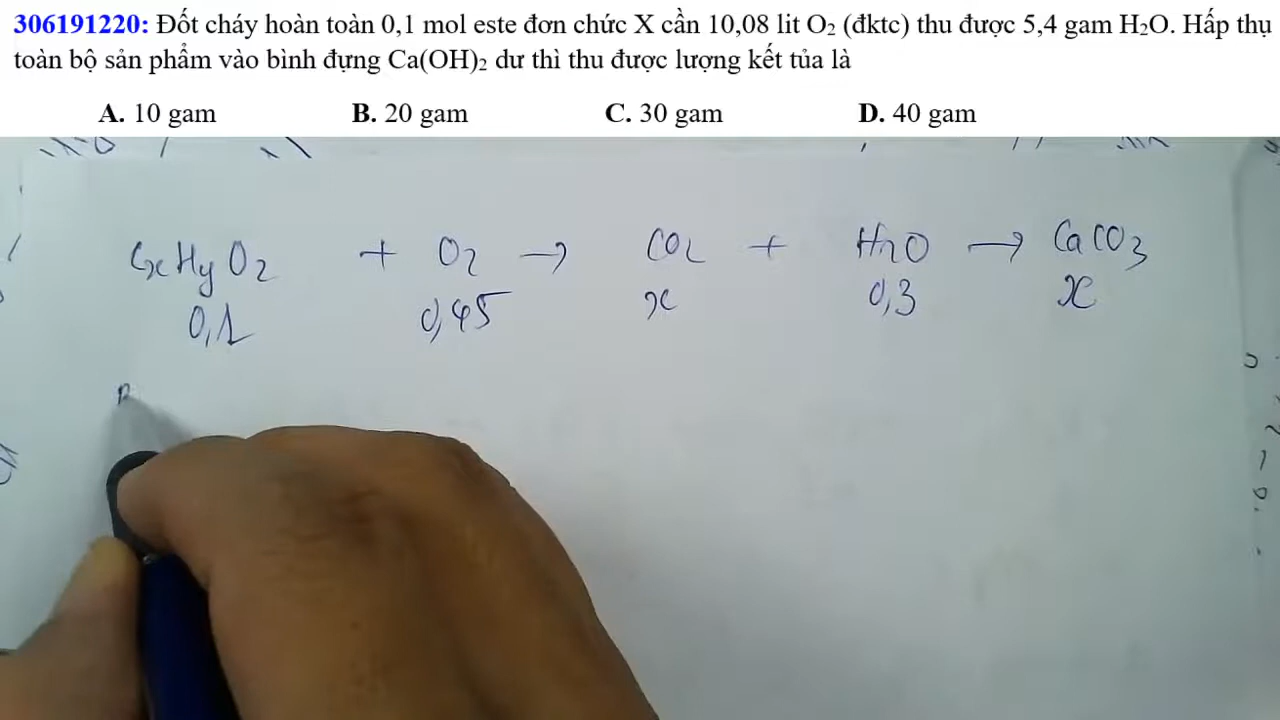 306191220: Đốt cháy hoàn toàn 0,1 mol este đơn chức X cần 10,08 lit O₂ (đktc) thu được 5,4 gam H₂O. Hấp thụ
toàn bộ sản phẩm vào bình đựng Ca(OH)₂ dư thì thu được lượng kết tủa là
A. 10 gam B. 20 gam C. 30 gam D. 40 gam
CxHyO₂ + O₂ → CO₂ + H₂O → CaCO₃
0,1 0,45 x 0,3 x